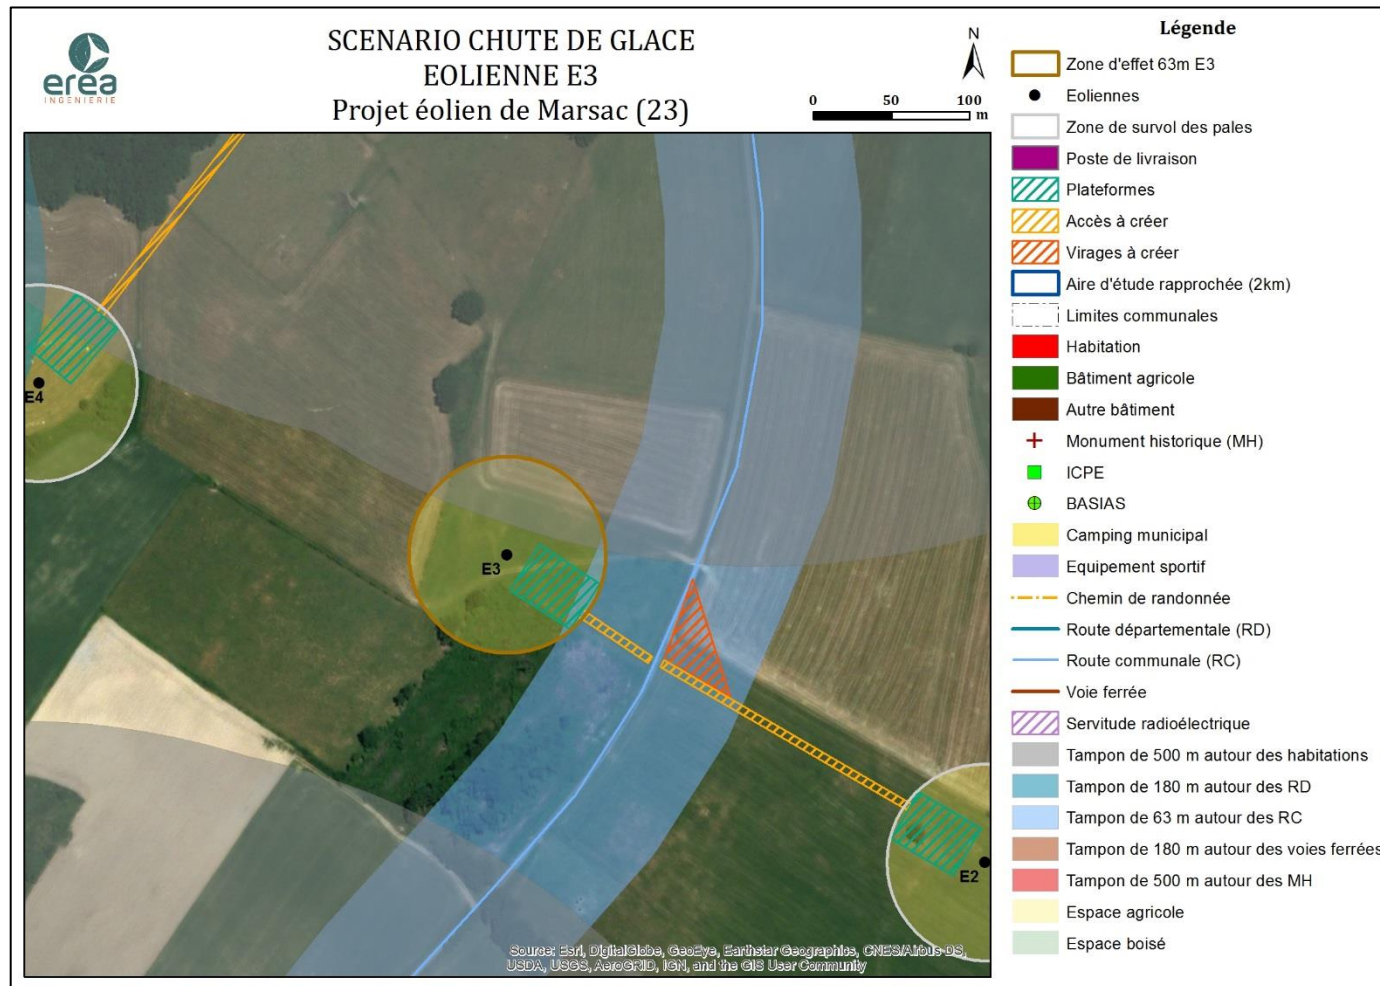 erea
INGENIERIE
SCENARIO CHUTE DE GLACE
EOLIENNE E3
Projet éolien de Marsac (23)
N
0 50 100
m
E4
E3
E2
Source: Esri, DigitalGlobe, GeoEye, Earthstar Geographics, CNES/Airbus DS,
USDA, USGS, AeroGRID, IGN, and the GIS User Community
Légende
Zone d'effet 63m E3
Eoliennes
Zone de survol des pales
Poste de livraison
Plateformes
Accès à créer
Virages à créer
Aire d'étude rapprochée (2km)
Limites communales
Habitation
Bâtiment agricole
Autre bâtiment
Monument historique (MH)
ICPE
BASIAS
Camping municipal
Equipement sportif
Chemin de randonnée
Route départementale (RD)
Route communale (RC)
Voie ferrée
Servitude radioélectrique
Tampon de 500 m autour des habitations
Tampon de 180 m autour des RD
Tampon de 63 m autour des RC
Tampon de 180 m autour des voies ferrées
Tampon de 500 m autour des MH
Espace agricole
Espace boisé